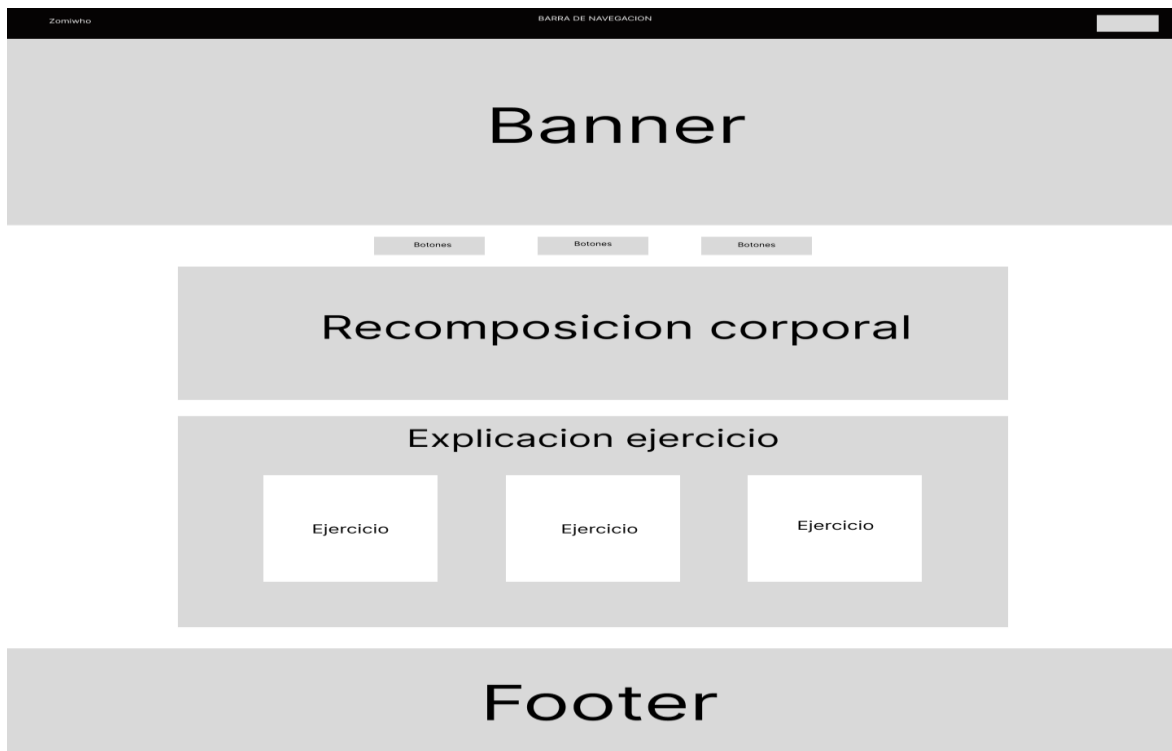 Zomiwho
BARRA DE NAVEGACION
Banner
Botones
Botones
Botones
Recomposicion corporal
Explicacion ejercicio
Ejercicio
Ejercicio
Ejercicio
Footer